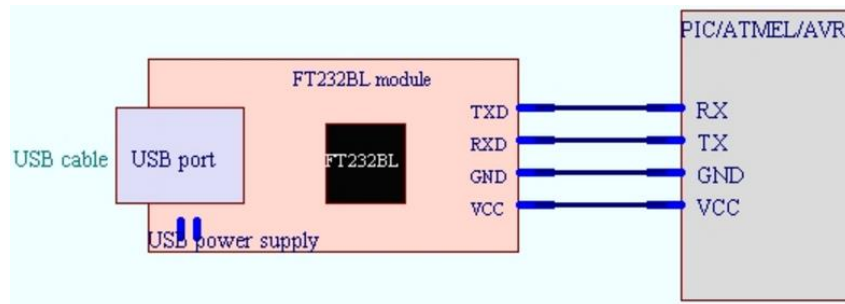 PIC/ATMEL/AVR
FT232BL module
TXD
RX
RXD
TX
USB cable
USB port
FT232BL
GND
GND
VCC
VCC
USB power supply